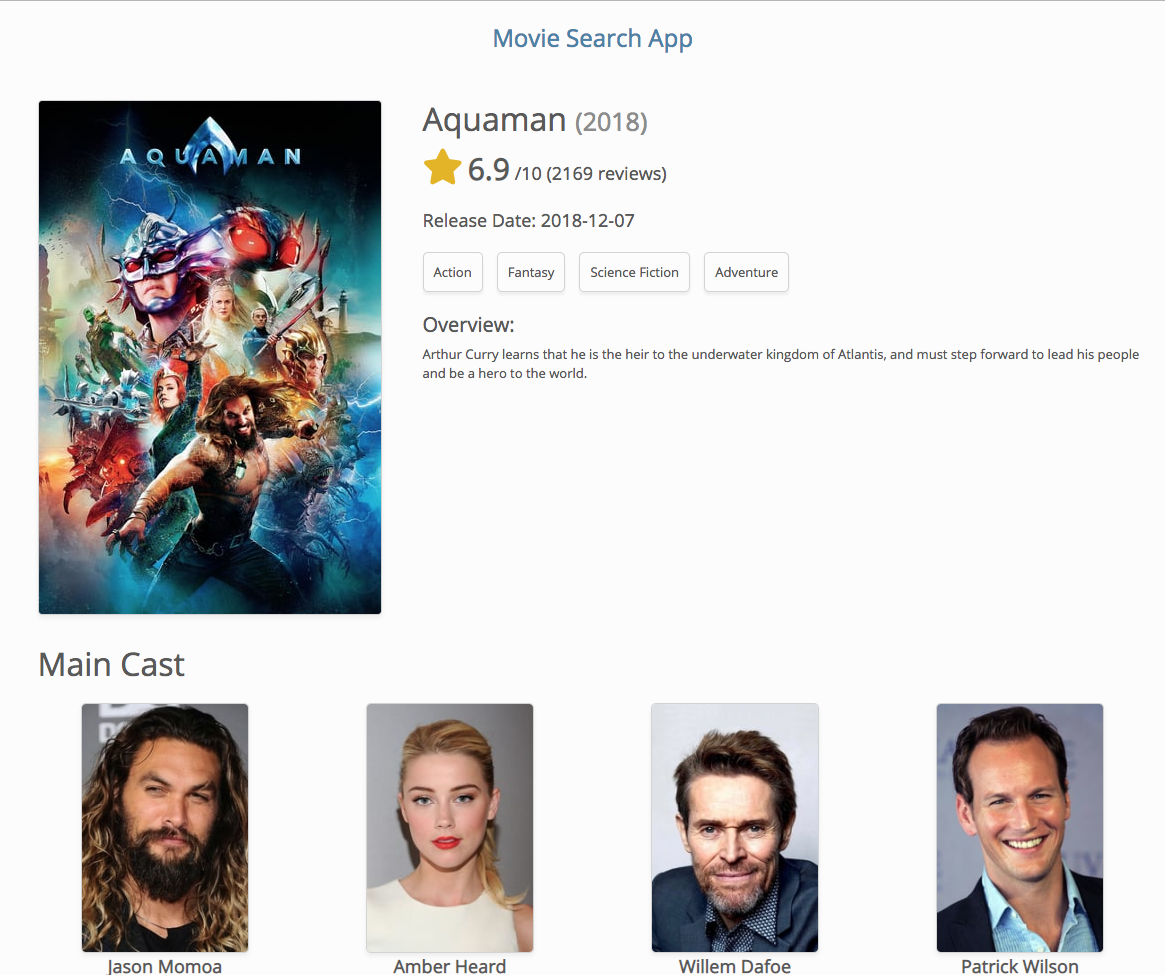 Movie Search App
AQUAMAN
Aquaman (2018)
6.9 /10 (2169 reviews)
Release Date: 2018-12-07
Action
Fantasy
Science Fiction
Adventure
Overview:
Arthur Curry learns that he is the heir to the underwater kingdom of Atlantis, and must step forward to lead his people
and be a hero to the world.
Main Cast
Jason Momoa
Amber Heard
Willem Dafoe
Patrick Wilson